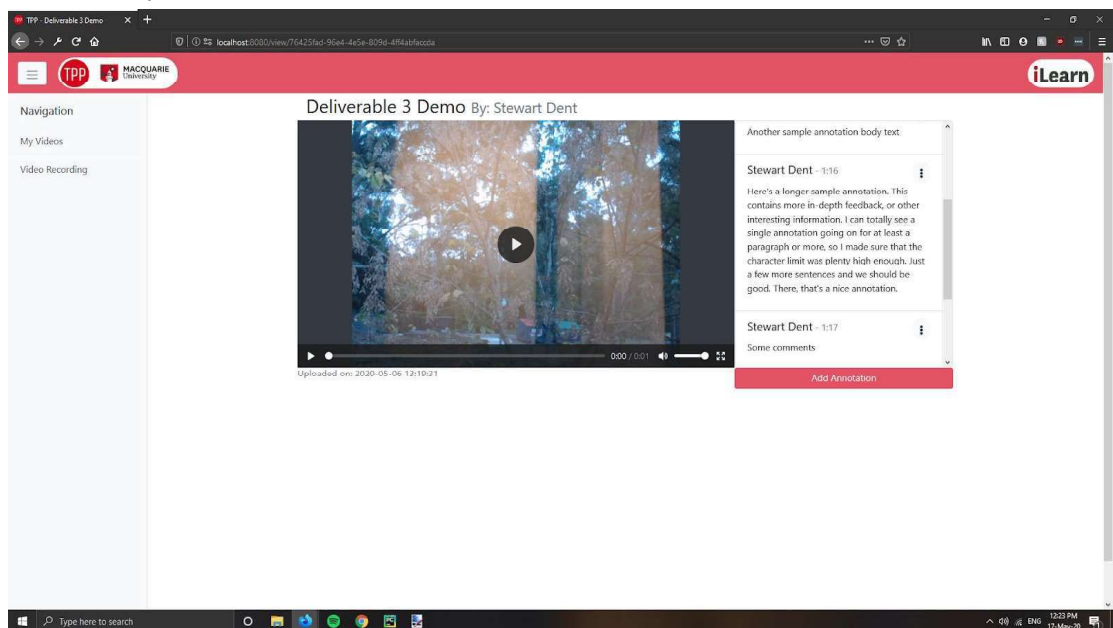 TPP - Deliverable 3 Demo
localhost:8080/view/76425fad-96e4-4e5e-809d-4ff4abfaccda
TPP
MACQUARIE
University
iLearn
Navigation
My Videos
Video Recording
Deliverable 3 Demo By: Stewart Dent
Another sample annotation body text
Stewart Dent - 1:16
Here's a longer sample annotation. This
contains more in-depth feedback, or other
interesting information. I can totally see a
single annotation going on for at least a
paragraph or more, so I made sure that the
character limit was plenty high enough. Just
a few more sentences and we should be
good. There, that's a nice annotation.
Stewart Dent - 1:17
Some comments
0:00 / 0:01
Uploaded on: 2020-05-06 12:10:21
Add Annotation
Type here to search
ENG
12:23 PM
17-May-20